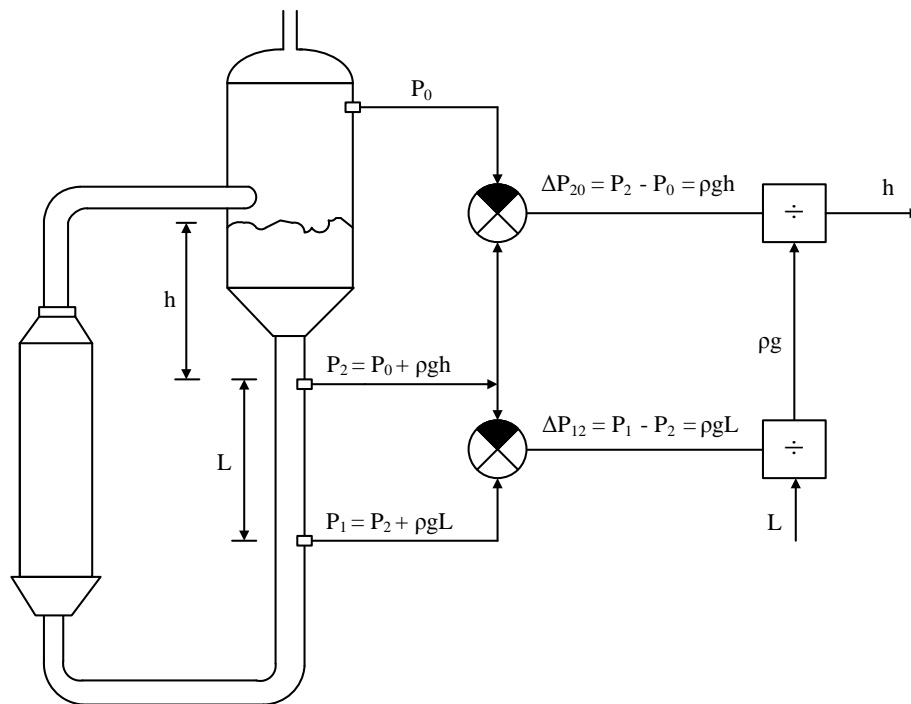 P₀
ΔP₂₀ = P₂ - P₀ = ρgh
÷
h
h
ρg
P₂ = P₀ + ρgh
ΔP₁₂ = P₁ - P₂ = ρgL
÷
L
P₁ = P₂ + ρgL
L